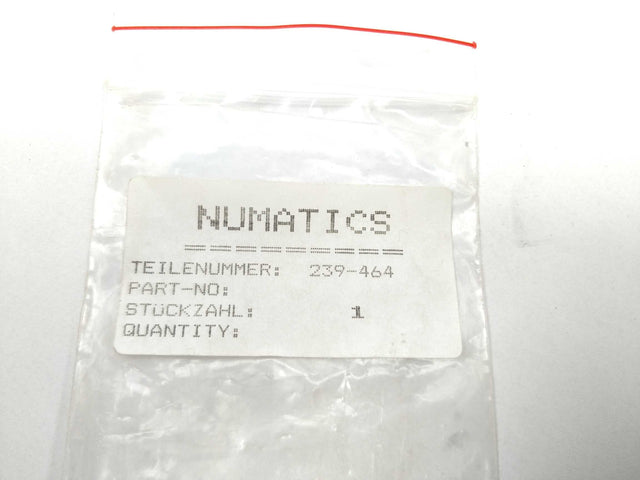 NUMATICS
=========
TEILENUMMER: 239-464
PART-NO:
STÜCKZAHL: 1
QUANTITY: